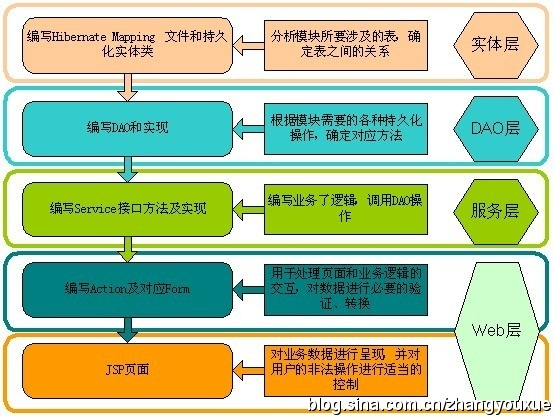 编写Hibernate Mapping 文件和持久
化实体类
分析模块所要涉及的表，确
定表之间的关系
实体层
编写DAO和实现
根据模块需要的各种持久化
操作，确定对应方法
DAO层
编写Service接口方法及实现
编写业务了逻辑，调用DAO操
作
服务层
编写Action及对应Form
用于处理页面和业务逻辑的
交互，对数据进行必要的验
证、转换
Web层
JSP页面
对业务数据进行呈现，并对
用户的非法操作进行适当的
控制
blog.sina.com.cn/zhangyouxue